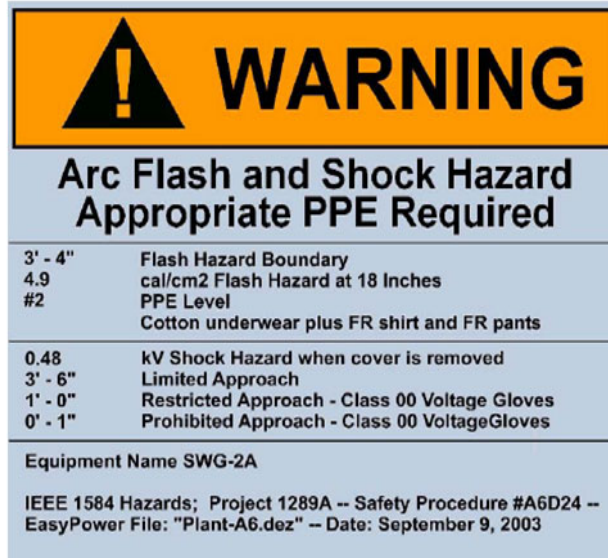 WARNING
Arc Flash and Shock Hazard
Appropriate PPE Required
3' - 4" Flash Hazard Boundary
4.9 cal/cm2 Flash Hazard at 18 Inches
#2 PPE Level
Cotton underwear plus FR shirt and FR pants
0.48 kV Shock Hazard when cover is removed
3' - 6" Limited Approach
1' - 0" Restricted Approach - Class 00 Voltage Gloves
0' - 1" Prohibited Approach - Class 00 VoltageGloves
Equipment Name SWG-2A
IEEE 1584 Hazards; Project 1289A -- Safety Procedure #A6D24 --
EasyPower File: "Plant-A6.dez" -- Date: September 9, 2003